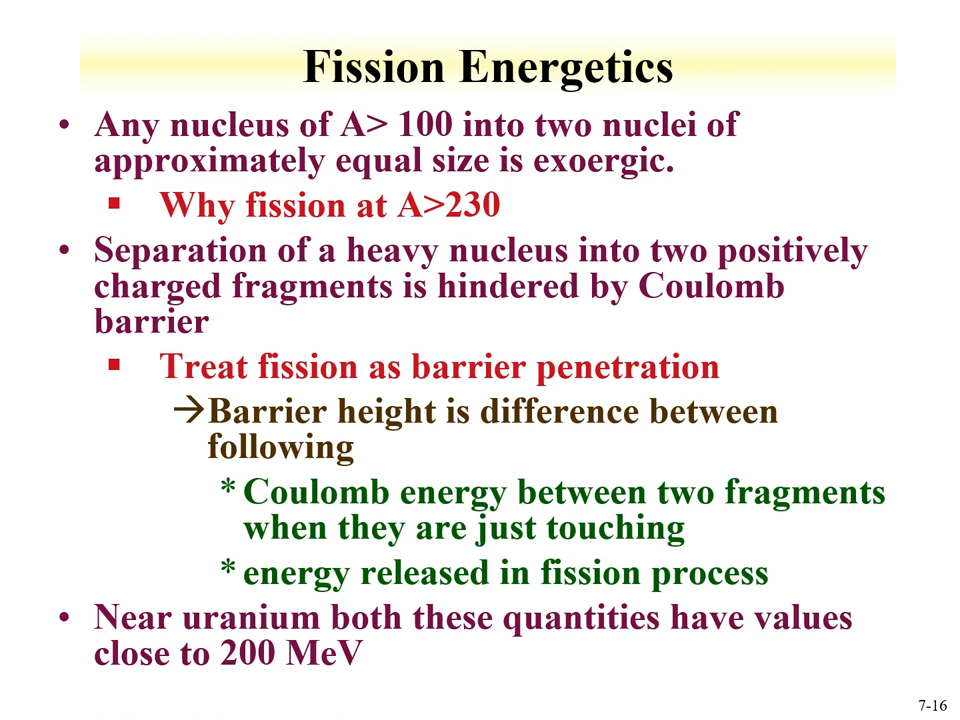 Fission Energetics
• Any nucleus of A> 100 into two nuclei of
approximately equal size is exoergic.
▪ Why fission at A>230
• Separation of a heavy nucleus into two positively
charged fragments is hindered by Coulomb
barrier
▪ Treat fission as barrier penetration
→Barrier height is difference between
following
* Coulomb energy between two fragments
when they are just touching
* energy released in fission process
• Near uranium both these quantities have values
close to 200 MeV
7-16